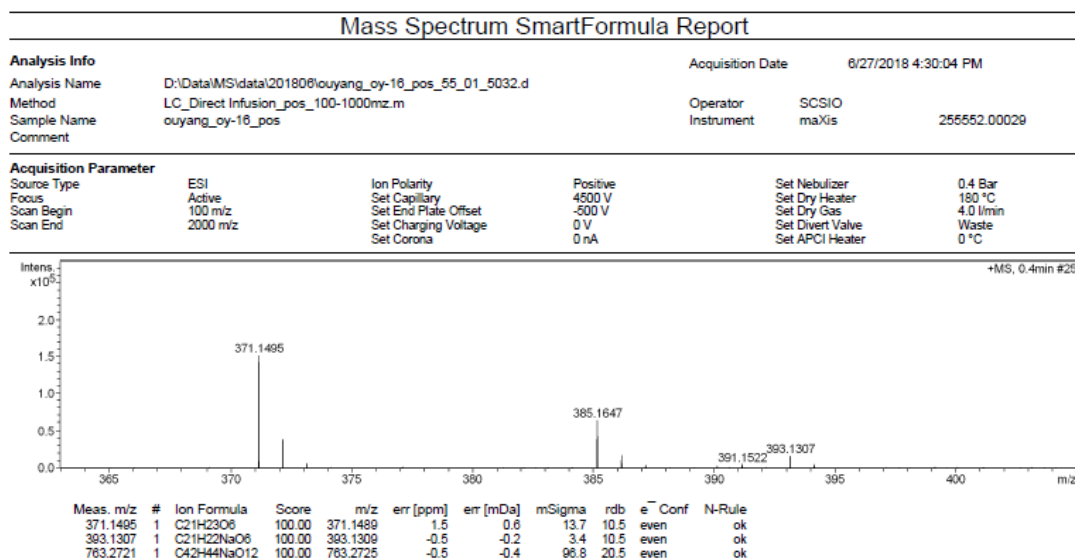 Mass Spectrum SmartFormula Report
Analysis Info
Acquisition Date 6/27/2018 4:30:04 PM
Analysis Name D:\Data\MS\data\201806\ouyang_oy-16_pos_55_01_5032.d
Method LC_Direct Infusion_pos_100-1000mz.m Operator SCSIO
Sample Name ouyang_oy-16_pos Instrument maXis 255552.00029
Comment
Acquisition Parameter
Source Type ESI Ion Polarity Positive Set Nebulizer 0.4 Bar
Focus Active Set Capillary 4500 V Set Dry Heater 180 °C
Scan Begin 100 m/z Set End Plate Offset -500 V Set Dry Gas 4.0 l/min
Scan End 2000 m/z Set Charging Voltage 0 V Set Divert Valve Waste
Set Corona 0 nA Set APCI Heater 0 °C
Intens. +MS, 0.4min #25
x10⁵
2.0
371.1495
1.5
1.0
385.1647
0.5
391.1522 393.1307
0.0
365 370 375 380 385 390 395 400 m/z
Meas. m/z # Ion Formula Score m/z err [ppm] err [mDa] mSigma rdb e⁻ Conf N-Rule
371.1495 1 C21H23O6 100.00 371.1489 1.5 0.6 13.7 10.5 even ok
393.1307 1 C21H22NaO6 100.00 393.1309 -0.5 -0.2 3.4 10.5 even ok
763.2721 1 C42H44NaO12 100.00 763.2725 -0.5 -0.4 96.8 20.5 even ok